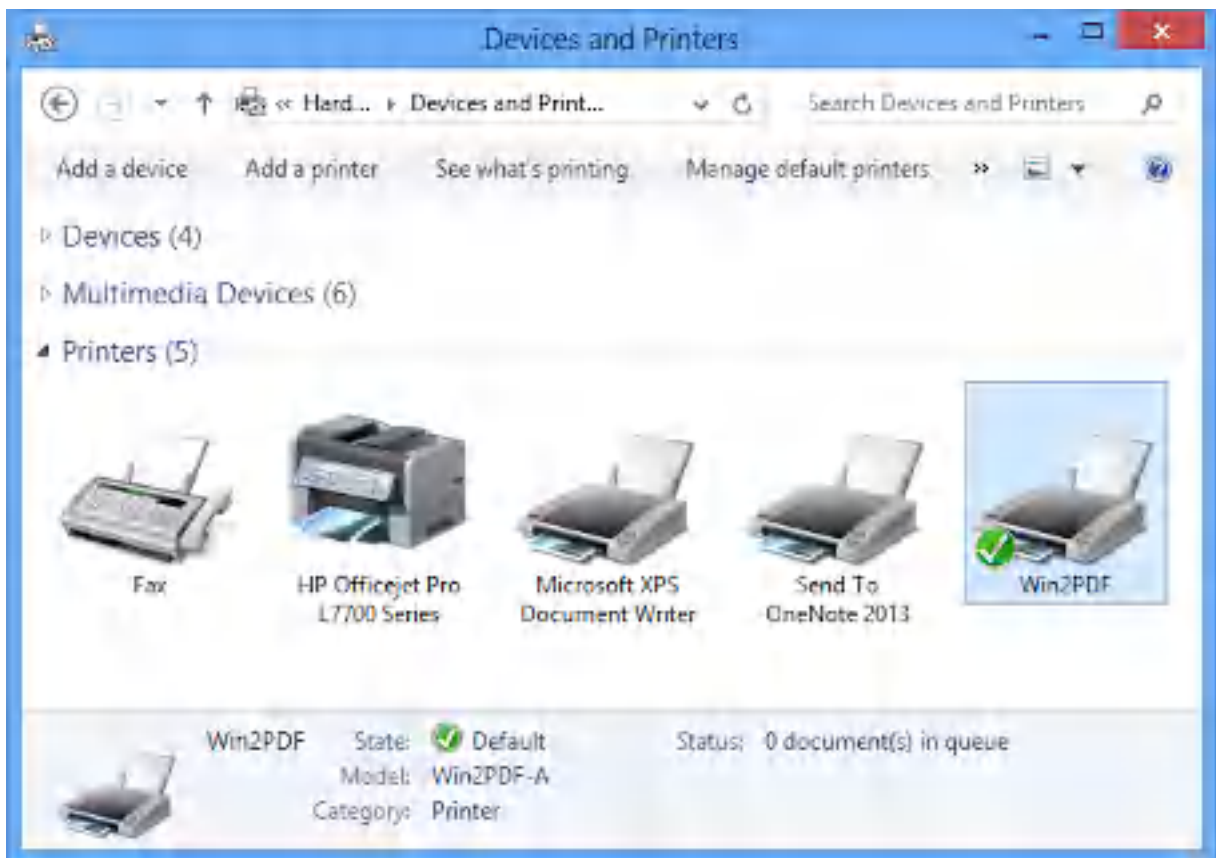 Devices and Printers
« Hard... Devices and Print... Search Devices and Printers
Add a device Add a printer See what's printing Manage default printers »
Devices (4)
Multimedia Devices (6)
Printers (5)
Fax HP Officejet Pro Microsoft XPS Send To Win2PDF
L7700 Series Document Writer OneNote 2013
Win2PDF State: Default Status: 0 document(s) in queue
Model: Win2PDF-A
Category: Printer